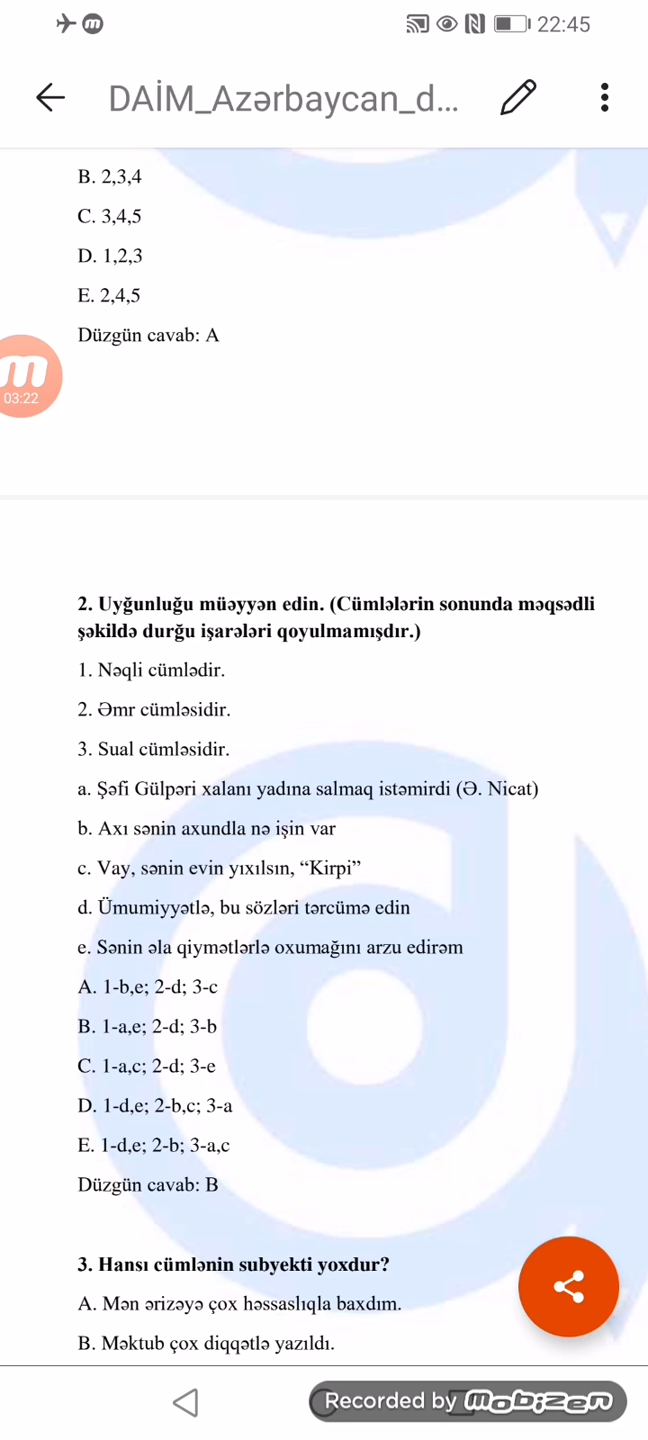 22:45
DAİM_Azərbaycan_d...
B. 2,3,4
C. 3,4,5
D. 1,2,3
E. 2,4,5
Düzgün cavab: A
m
03:22
2. Uyğunluğu müəyyən edin. (Cümlələrin sonunda məqsədli
şəkildə durğu işarələri qoyulmamışdır.)
1. Nəqli cümlədir.
2. Əmr cümləsidir.
3. Sual cümləsidir.
a. Şəfi Gülpəri xalanı yadına salmaq istəmirdi (Ə. Nicat)
b. Axı sənin axundla nə işin var
c. Vay, sənin evin yıxılsın, “Kirpi”
d. Ümumiyyətlə, bu sözləri tərcümə edin
e. Sənin əla qiymətlərlə oxumağını arzu edirəm
A. 1-b,e; 2-d; 3-c
B. 1-a,e; 2-d; 3-b
C. 1-a,c; 2-d; 3-e
D. 1-d,e; 2-b,c; 3-a
E. 1-d,e; 2-b; 3-a,c
Düzgün cavab: B
3. Hansı cümlənin subyekti yoxdur?
A. Mən ərizəyə çox həssaslıqla baxdım.
B. Məktub çox diqqətlə yazıldı.
Recorded by mobizen